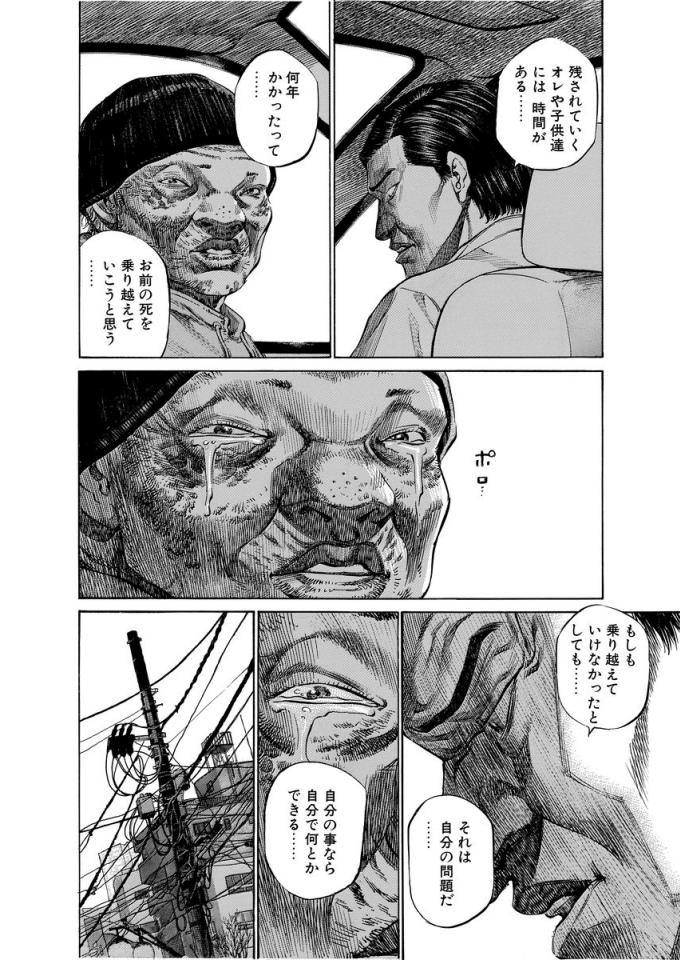 残されていく
オレや子供達
には 時間が
ある……
何年
かかったって
……
お前の死を
乗り越えて
いこうと思う
……
ポロ…
もしも
乗り越えて
いけなかったと
しても……
それは
自分の問題だ
……
自分の事なら
自分で何とか
できる……